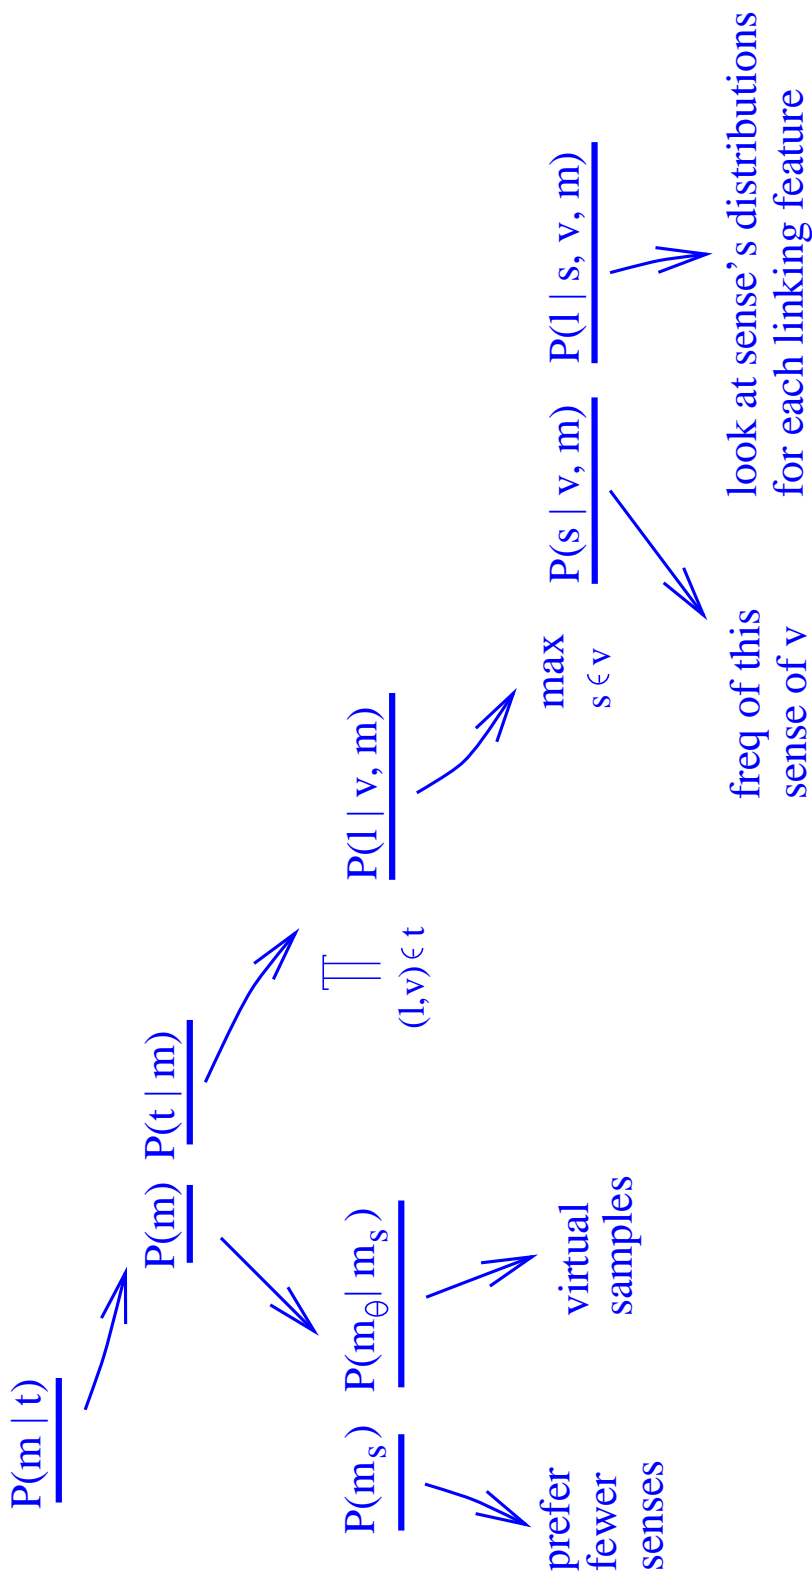 P(m | t)
P(m) P(t | m)
P(m_s) P(m_θ | m_s)
∏ P(l | v, m)
(l,v) ∈ t
prefer
fewer
senses
virtual
samples
max P(s | v, m) P(l | s, v, m)
s ∈ v
freq of this
sense of v
look at sense's distributions
for each linking feature